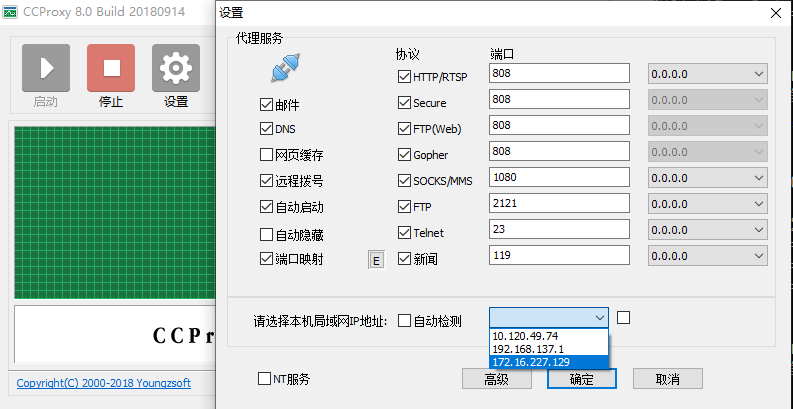 CCProxy 8.0 Build 20180914
启动
停止
设置
CCPr
Copyright(C) 2000-2018 Youngzsoft
设置
代理服务
协议
端口
邮件
DNS
网页缓存
远程拨号
自动启动
自动隐藏
端口映射
E
HTTP/RTSP 808 0.0.0.0
Secure 808 0.0.0.0
FTP(Web) 808 0.0.0.0
Gopher 808 0.0.0.0
SOCKS/MMS 1080 0.0.0.0
FTP 2121 0.0.0.0
Telnet 23 0.0.0.0
新闻 119 0.0.0.0
请选择本机局域网IP地址: 自动检测
10.120.49.74
192.168.137.1
172.16.227.129
NT服务
高级
确定
取消